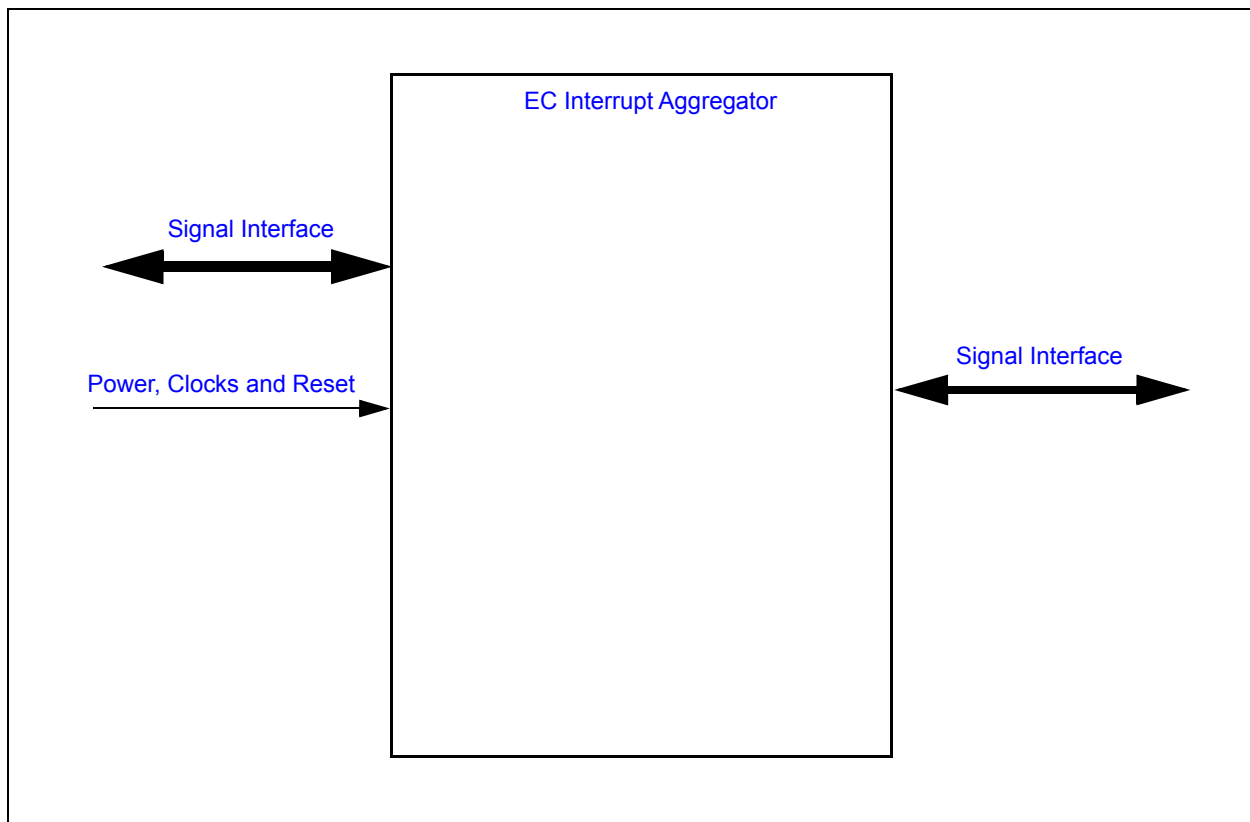 EC Interrupt Aggregator
Signal Interface
Signal Interface
Power, Clocks and Reset